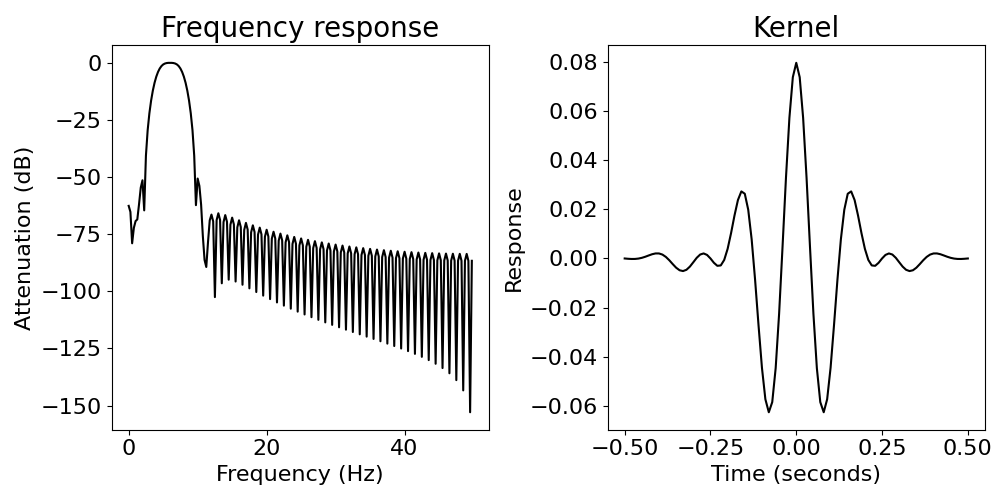 Frequency response
0
−25
−50
−75
−100
−125
−150
Attenuation (dB)
0 20 40
Frequency (Hz)
Kernel
0.08
0.06
0.04
0.02
0.00
−0.02
−0.04
−0.06
Response
−0.50 −0.25 0.00 0.25 0.50
Time (seconds)